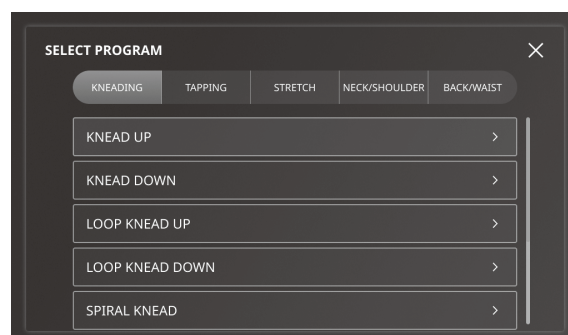 SELECT PROGRAM
KNEADING TAPPING STRETCH NECK/SHOULDER BACK/WAIST
KNEAD UP
KNEAD DOWN
LOOP KNEAD UP
LOOP KNEAD DOWN
SPIRAL KNEAD